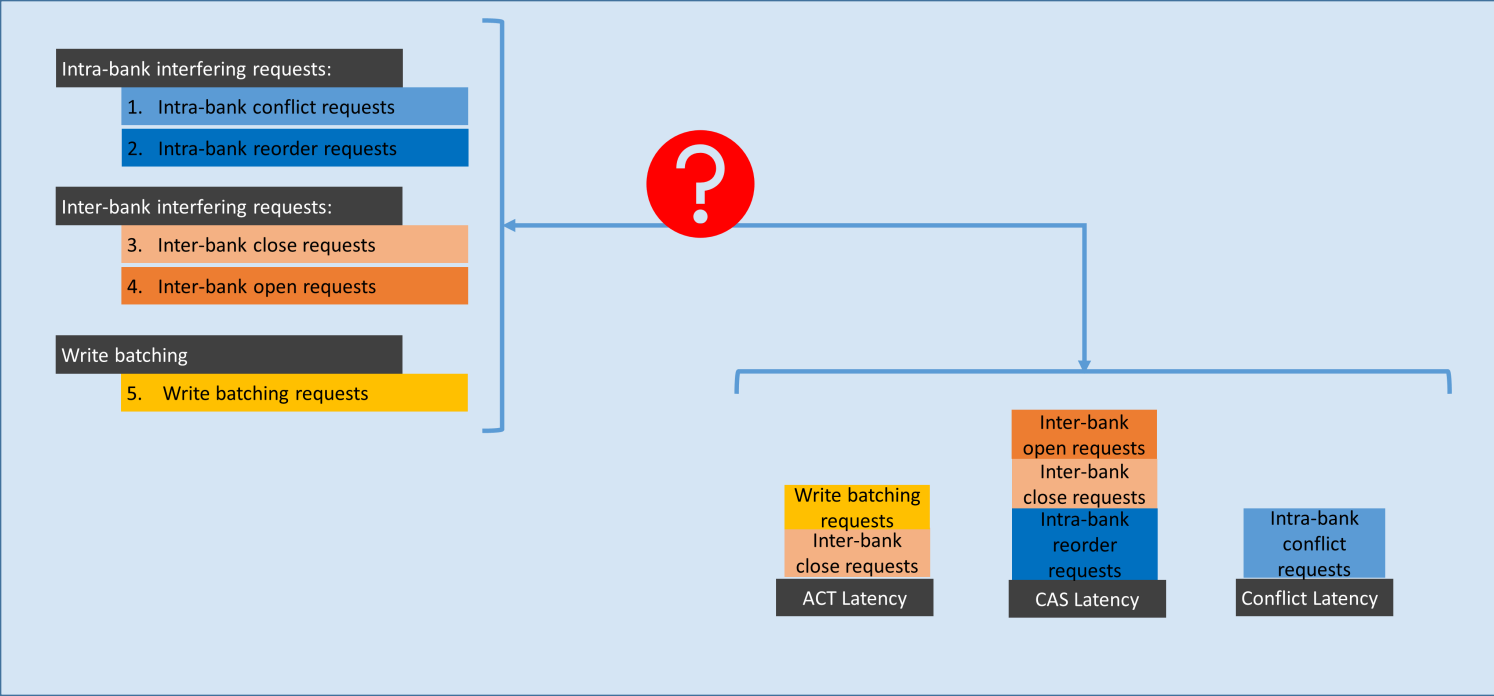 Intra-bank interfering requests:
1. Intra-bank conflict requests
2. Intra-bank reorder requests
Inter-bank interfering requests:
3. Inter-bank close requests
4. Inter-bank open requests
Write batching
5. Write batching requests
?
Write batching
requests
Inter-bank
close requests
ACT Latency
Inter-bank
open requests
Inter-bank
close requests
Intra-bank
reorder
requests
CAS Latency
Intra-bank
conflict
requests
Conflict Latency